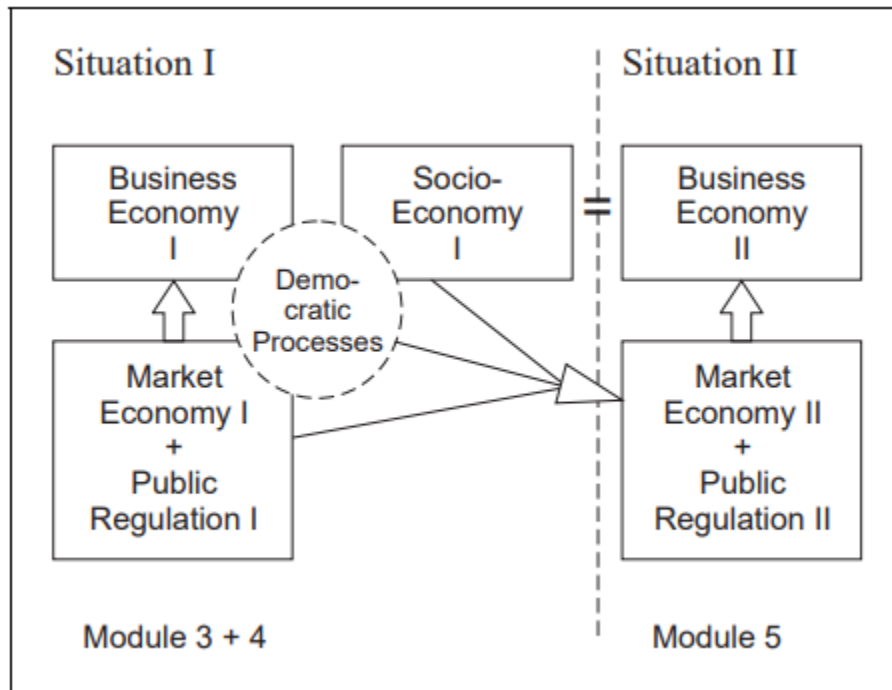 Situation I
Situation II
Business
Economy
I
Socio-
Economy
I
=
Business
Economy
II
Demo-
cratic
Processes
Market
Economy I
+
Public
Regulation I
Market
Economy II
+
Public
Regulation II
Module 3 + 4
Module 5